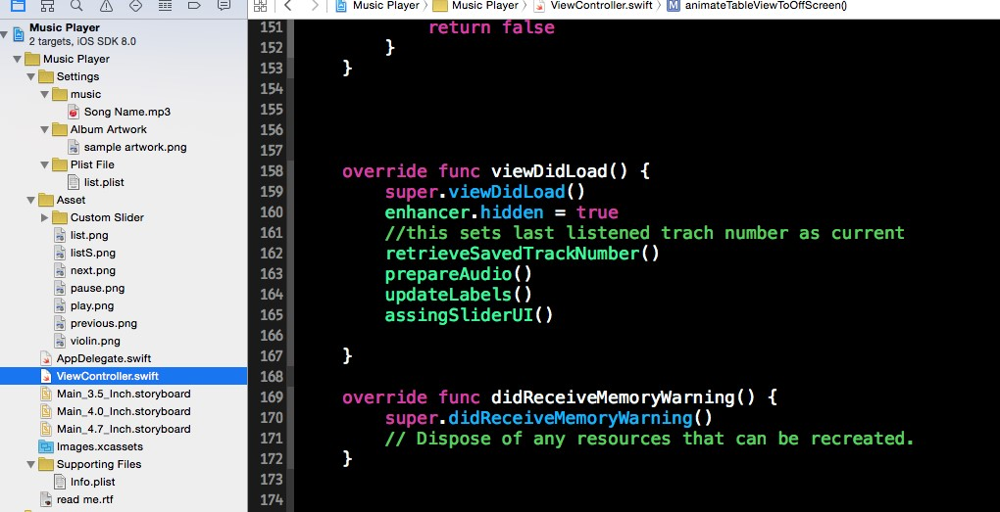 Music Player
2 targets, iOS SDK 8.0
Music Player
Settings
music
Song Name.mp3
Album Artwork
sample artwork.png
Plist File
list.plist
Asset
Custom Slider
list.png
listS.png
next.png
pause.png
play.png
previous.png
violin.png
AppDelegate.swift
ViewController.swift
Main_3.5_Inch.storyboard
Main_4.0_Inch.storyboard
Main_4.7_Inch.storyboard
Images.xcassets
Supporting Files
Info.plist
read me.rtf
Music Player Music Player ViewController.swift M animateTableViewToOffScreen()
151 return false
152 }
153 }
154
155
156
157
158 override func viewDidLoad() {
159 super.viewDidLoad()
160 enhancer.hidden = true
161 //this sets last listened trach number as current
162 retrieveSavedTrackNumber()
163 prepareAudio()
164 updateLabels()
165 assingSliderUI()
166
167 }
168
169 override func didReceiveMemoryWarning() {
170 super.didReceiveMemoryWarning()
171 // Dispose of any resources that can be recreated.
172 }
173
174